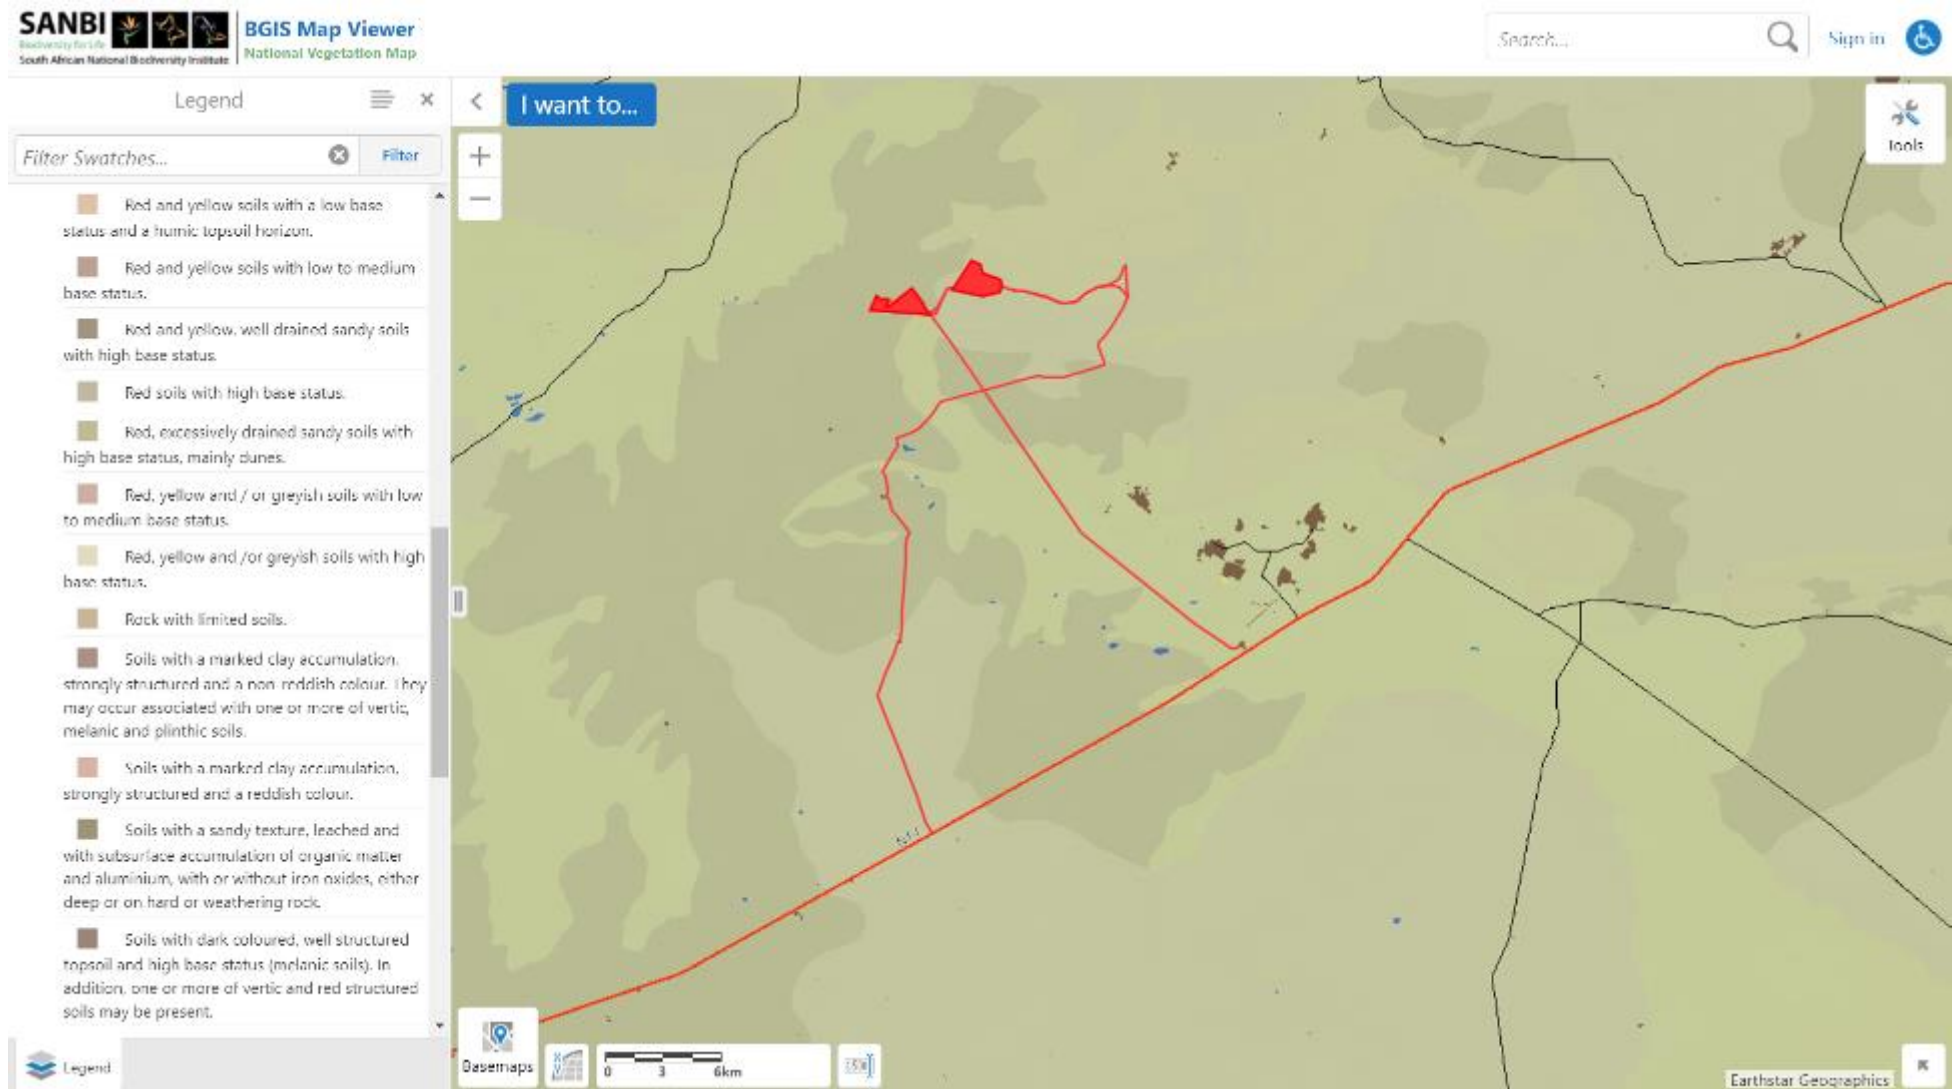 SANBI
Biodiversity for Life
South African National Biodiversity Institute
BGIS Map Viewer
National Vegetation Map
Search...
Sign in
Legend
I want to...
Tools
Filter Swatches...
Filter
Red and yellow soils with a low base
status and a humic topsoil horizon.
Red and yellow soils with low to medium
base status.
Red and yellow, well drained sandy soils
with high base status.
Red soils with high base status.
Red, excessively drained sandy soils with
high base status, mainly dunes.
Red, yellow and / or greyish soils with low
to medium base status.
Red, yellow and /or greyish soils with high
base status.
Rock with limited soils.
Soils with a marked clay accumulation,
strongly structured and a non-reddish colour. They
may occur associated with one or more of vertic,
melanic and plinthic soils.
Soils with a marked clay accumulation,
strongly structured and a reddish colour.
Soils with a sandy texture, leached and
with subsurface accumulation of organic matter
and aluminium, with or without iron oxides, either
deep or on hard or weathering rock.
Soils with dark coloured, well structured
topsoil and high base status (melanic soils). In
addition, one or more of vertic and red structured
soils may be present.
Legend
Basemaps
0 3 6km
Earthstar Geographics